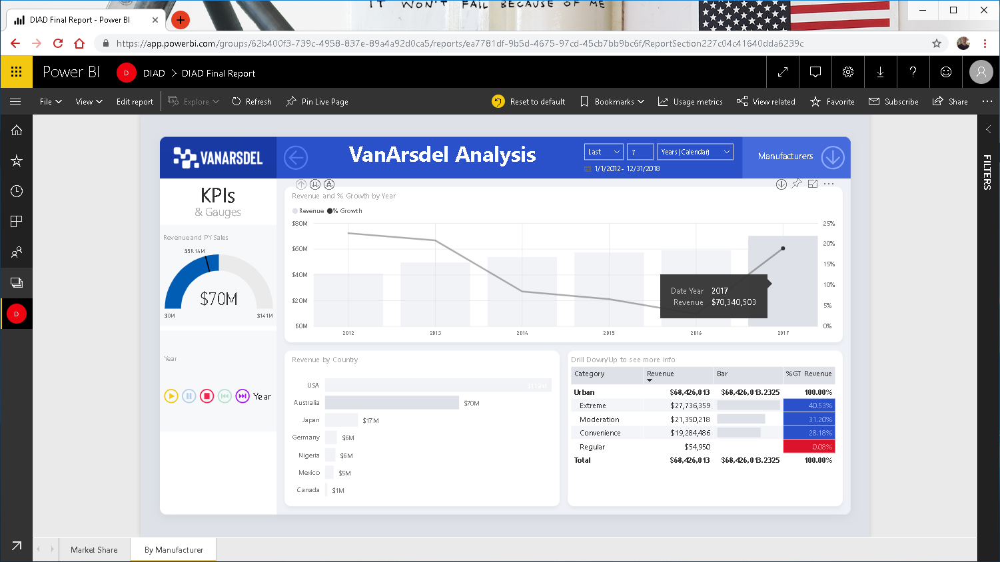 IT WON'T FAIL BECAUSE OF ME
DIAD Final Report - Power BI
https://app.powerbi.com/groups/62b400f3-739c-4958-837e-89a4a92d0ca5/reports/ea7781df-9b5d-4675-97cd-45cb7bb9bc6f/ReportSection227c04c41640dda6239c
Power BI D DIAD > DIAD Final Report
File View Edit report Explore Refresh Pin Live Page Reset to default Bookmarks Usage metrics View related Favorite Subscribe Share
VANARSDEL
VanArsdel Analysis
Last 7 Years (Calendar)
1/1/2012 - 12/31/2018
Manufacturers
FILTERS
D
KPIs
& Gauges
Revenue and PY Sales
$59.14M
$70M
$0M $141M
Year
Year
Revenue and % Growth by Year
Revenue % Growth
$80M
$60M
$40M
$20M
$0M
25%
20%
15%
10%
5%
0%
2012 2013 2014 2015 2016 2017
Date Year 2017
Revenue $70,340,503
Revenue by Country
USA $119M
Australia $70M
Japan $17M
Germany $6M
Nigeria $6M
Mexico $5M
Canada $1M
Drill Down/Up to see more info
Category Revenue Bar %GT Revenue
Urban $68,426,013 $68,426,013.2325 100.00%
Extreme $27,736,359 40.53%
Moderation $21,350,218 31.20%
Convenience $19,284,486 28.18%
Regular $54,950 0.08%
Total $68,426,013 $68,426,013.2325 100.00%
Market Share By Manufacturer